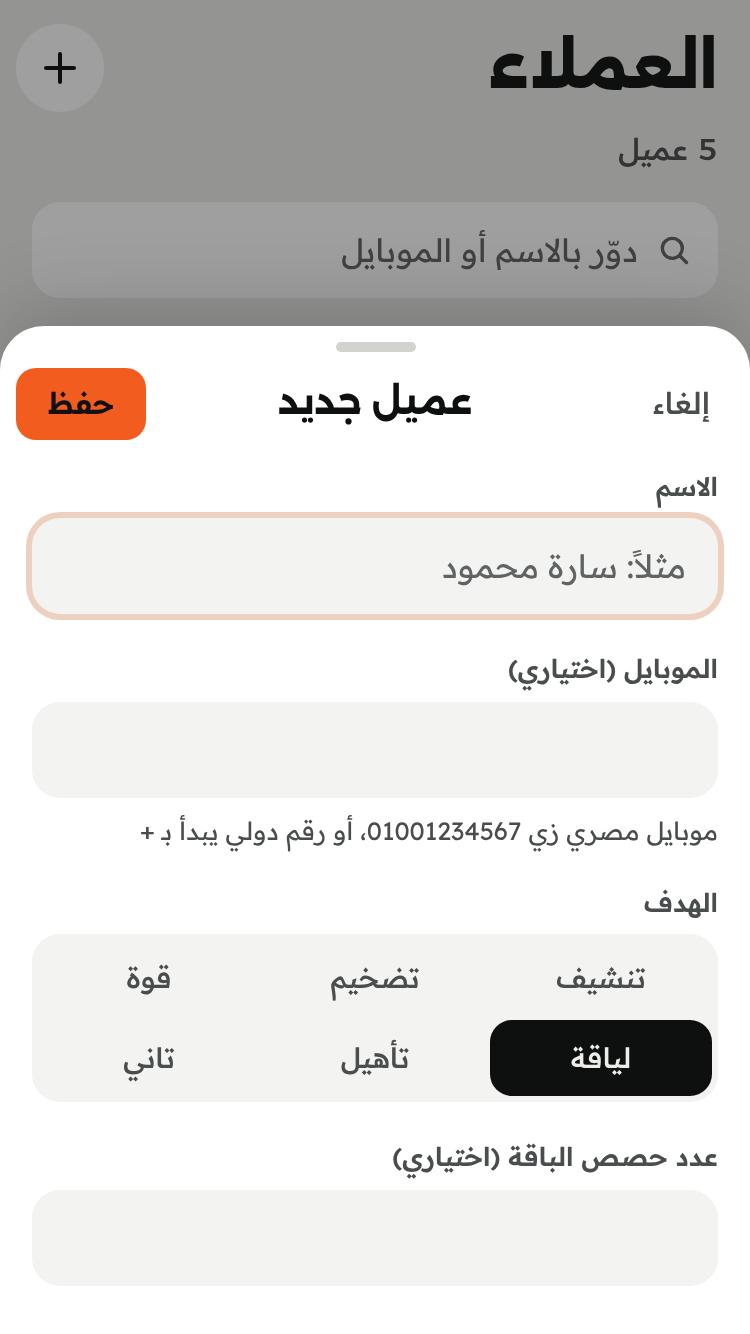 العملاء
5 عميل
دوّر بالاسم أو الموبايل
إلغاء
عميل جديد
حفظ
الاسم
مثلاً: سارة محمود
الموبايل (اختياري)
موبايل مصري زي 01001234567، أو رقم دولي يبدأ بـ +
الهدف
تنشيف تضخيم قوة
لياقة تأهيل تاني
عدد حصص الباقة (اختياري)